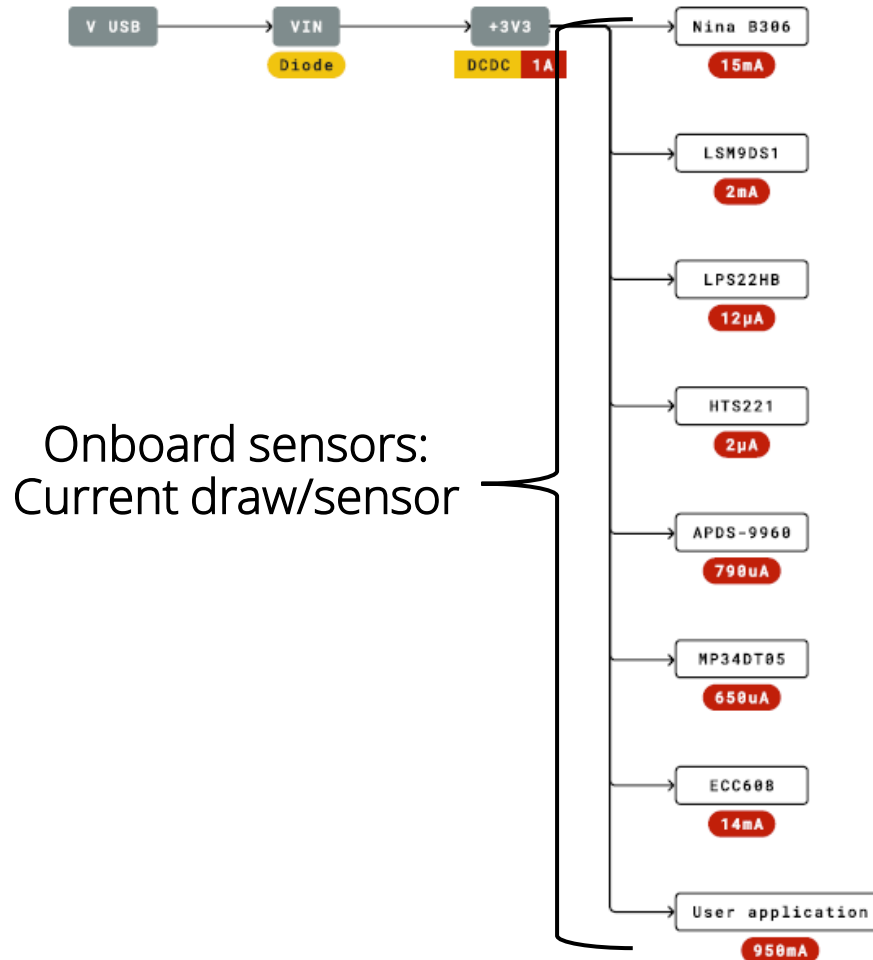 V USB
VIN
+3V3
Nina B306
Diode
DCDC 1A
15mA
LSM9DS1
2mA
LPS22HB
12µA
HTS221
2µA
Onboard sensors:
Current draw/sensor
APDS-9960
790uA
MP34DT05
650uA
ECC608
14mA
User application
950mA